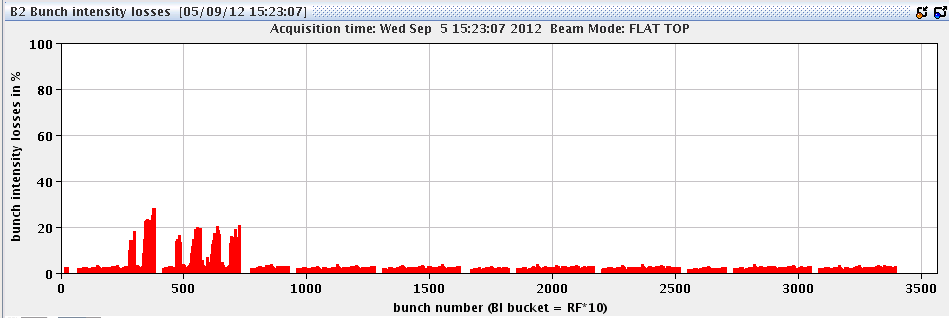 B2 Bunch intensity losses [05/09/12 15:23:07]
Acquisition time: Wed Sep 5 15:23:07 2012 Beam Mode: FLAT TOP
100
80
60
40
20
0
bunch intensity losses in %
0 500 1000 1500 2000 2500 3000 3500
bunch number (BI bucket = RF*10)